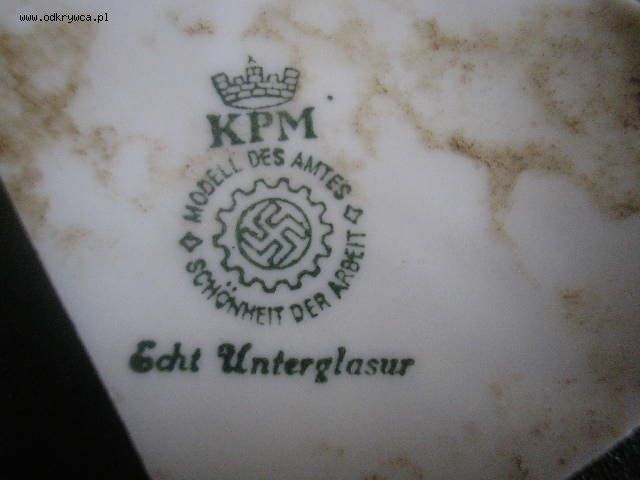 www.odkrywca.pl
KPM
MODELL DES AMTES
SCHÖNHEIT DER ARBEIT
Echt Unterglasur